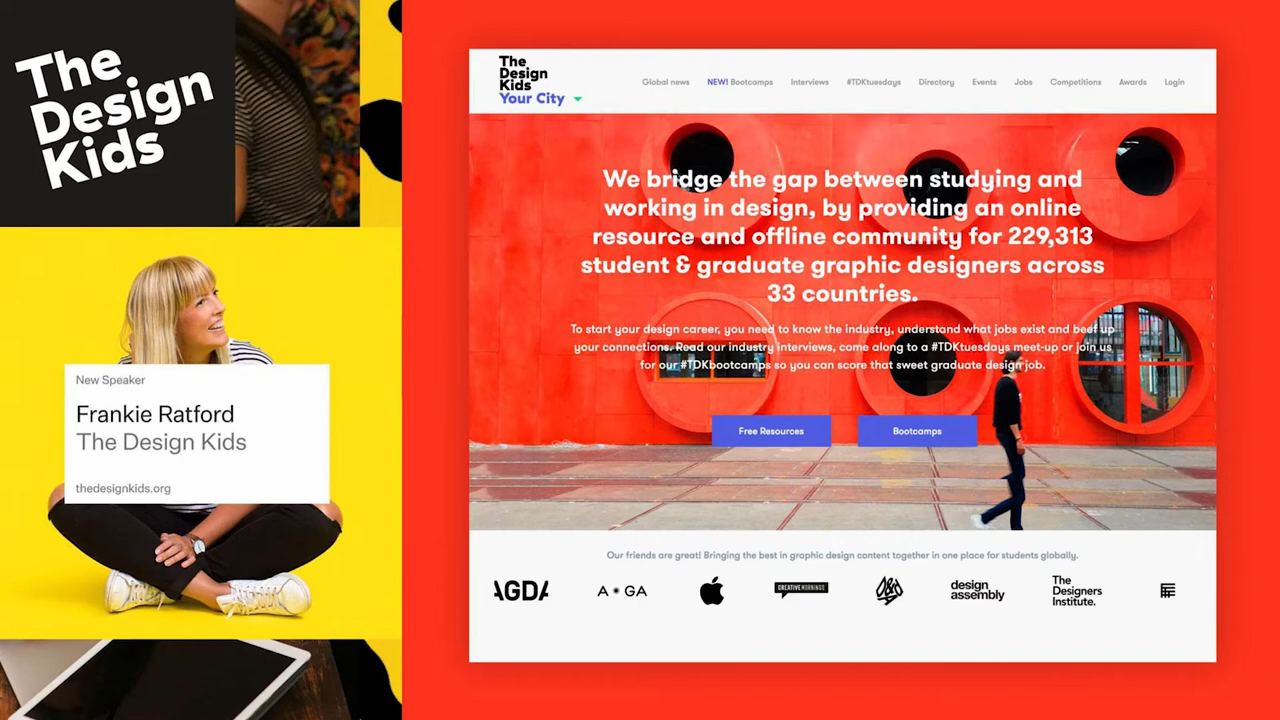 The
Design
Kids
New Speaker
Frankie Ratford
The Design Kids
thedesignkids.org
The
Design
Kids
Your City
Global news NEW! Bootcamps Interviews #TDKtuesdays Directory Events Jobs Competitions Awards Login
We bridge the gap between studying and
working in design, by providing an online
resource and offline community for 229,313
student & graduate graphic designers across
33 countries.
To start your design career, you need to know the industry, understand what jobs exist and beef up
your connections. Read our industry interviews, come along to a #TDKtuesdays meet-up or join us
for our #TDKbootcamps so you can score that sweet graduate design job.
Free Resources Bootcamps
Our friends are great! Bringing the best in graphic design content together in one place for students globally.
AGDA
A GA
CREATIVEMORNINGS
D&AD
design
assembly
The
Designers
Institute.